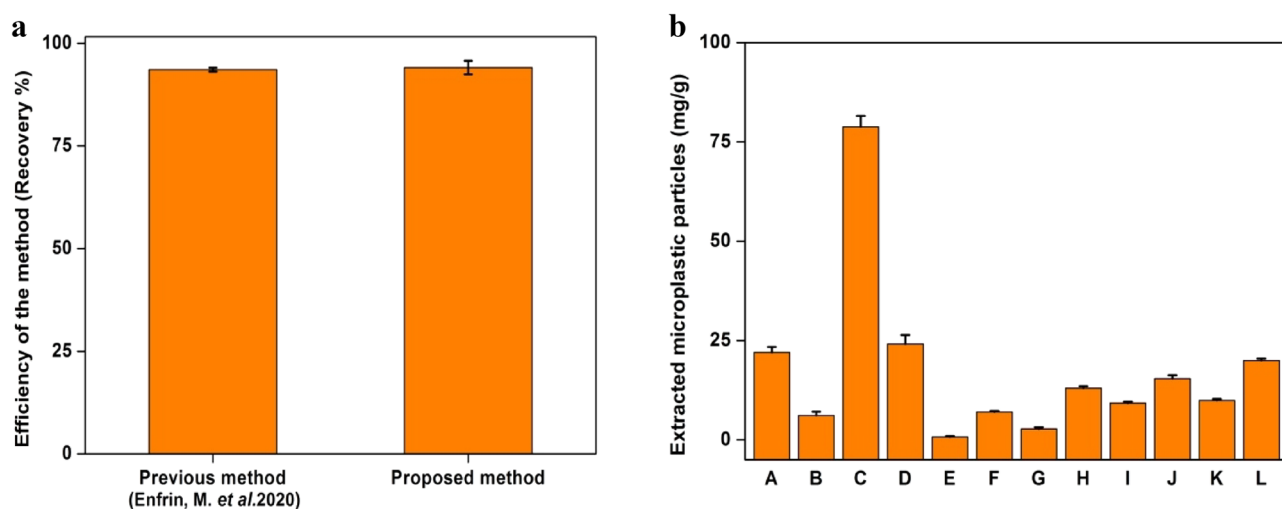 a
Efficiency of the method (Recovery %)
100
75
50
25
0
Previous method
(Enfrin, M. et al.2020)
Proposed method
b
Extracted microplastic particles (mg/g)
100
75
50
25
0
A B C D E F G H I J K L